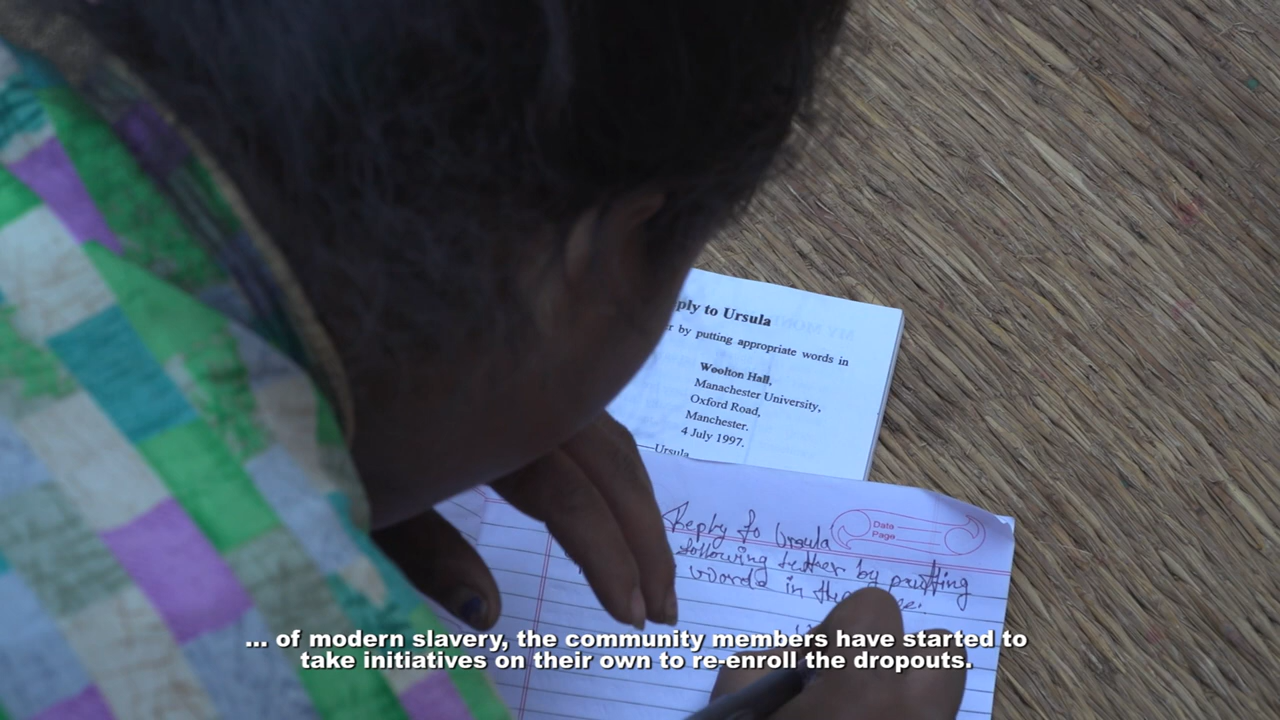 ply to Ursula
r by putting appropriate words in
Woolton Hall,
Manachester University,
Oxford Road,
Manchester.
4 July 1997.
Ursula
Reply to Ursula
Date
Page
following letter by putting
words in the
... of modern slavery, the community members have started to
take initiatives on their own to re-enroll the dropouts.